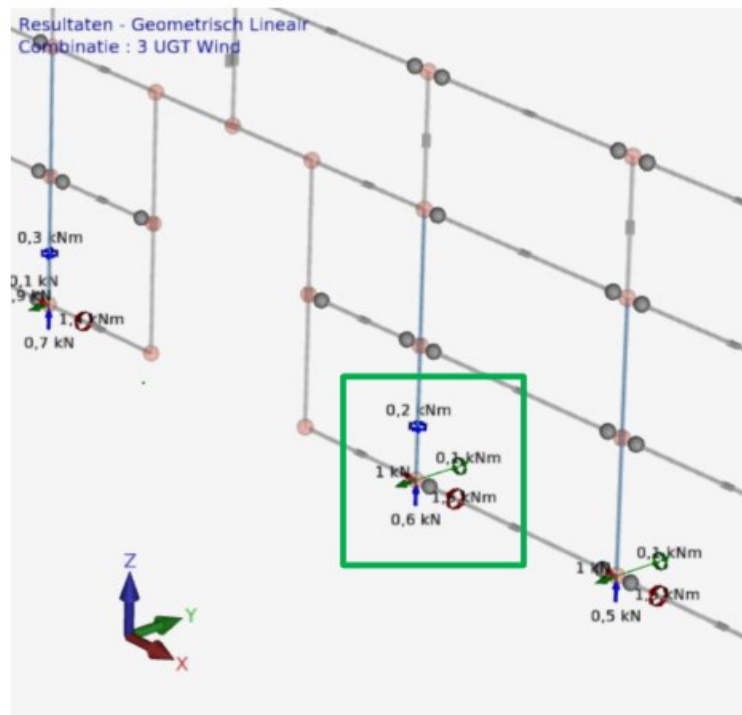 Resultaten - Geometrisch Lineair
Combinatie : 3 UGT Wind
0,3 kNm
0,1 kN
0,7 kN
0,2 kNm
0,1 kNm
1 kN
0,6 kN
0,1 kNm
1 kN
0,5 kN
Z
Y
X